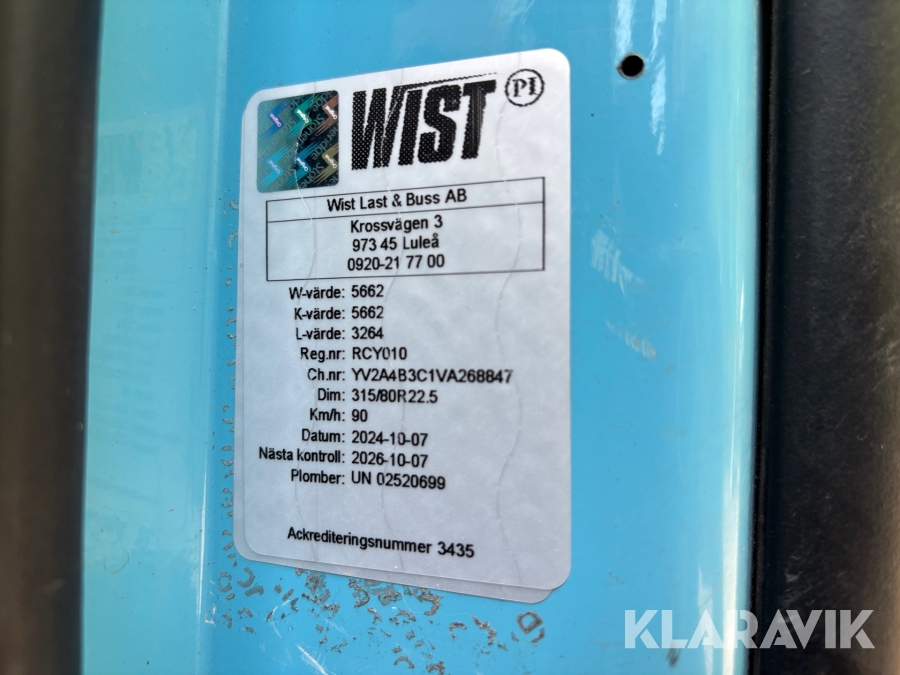 WIST PI
Wist Last & Buss AB
Krossvägen 3
973 45 Luleå
0920-21 77 00
W-värde: 5662
K-värde: 5662
L-värde: 3264
Reg.nr: RCY010
Ch.nr: YV2A4B3C1VA268847
Dim: 315/80R22.5
Km/h: 90
Datum: 2024-10-07
Nästa kontroll: 2026-10-07
Plomber: UN 02520699
Ackrediteringsnummer 3435
KLARAVIK